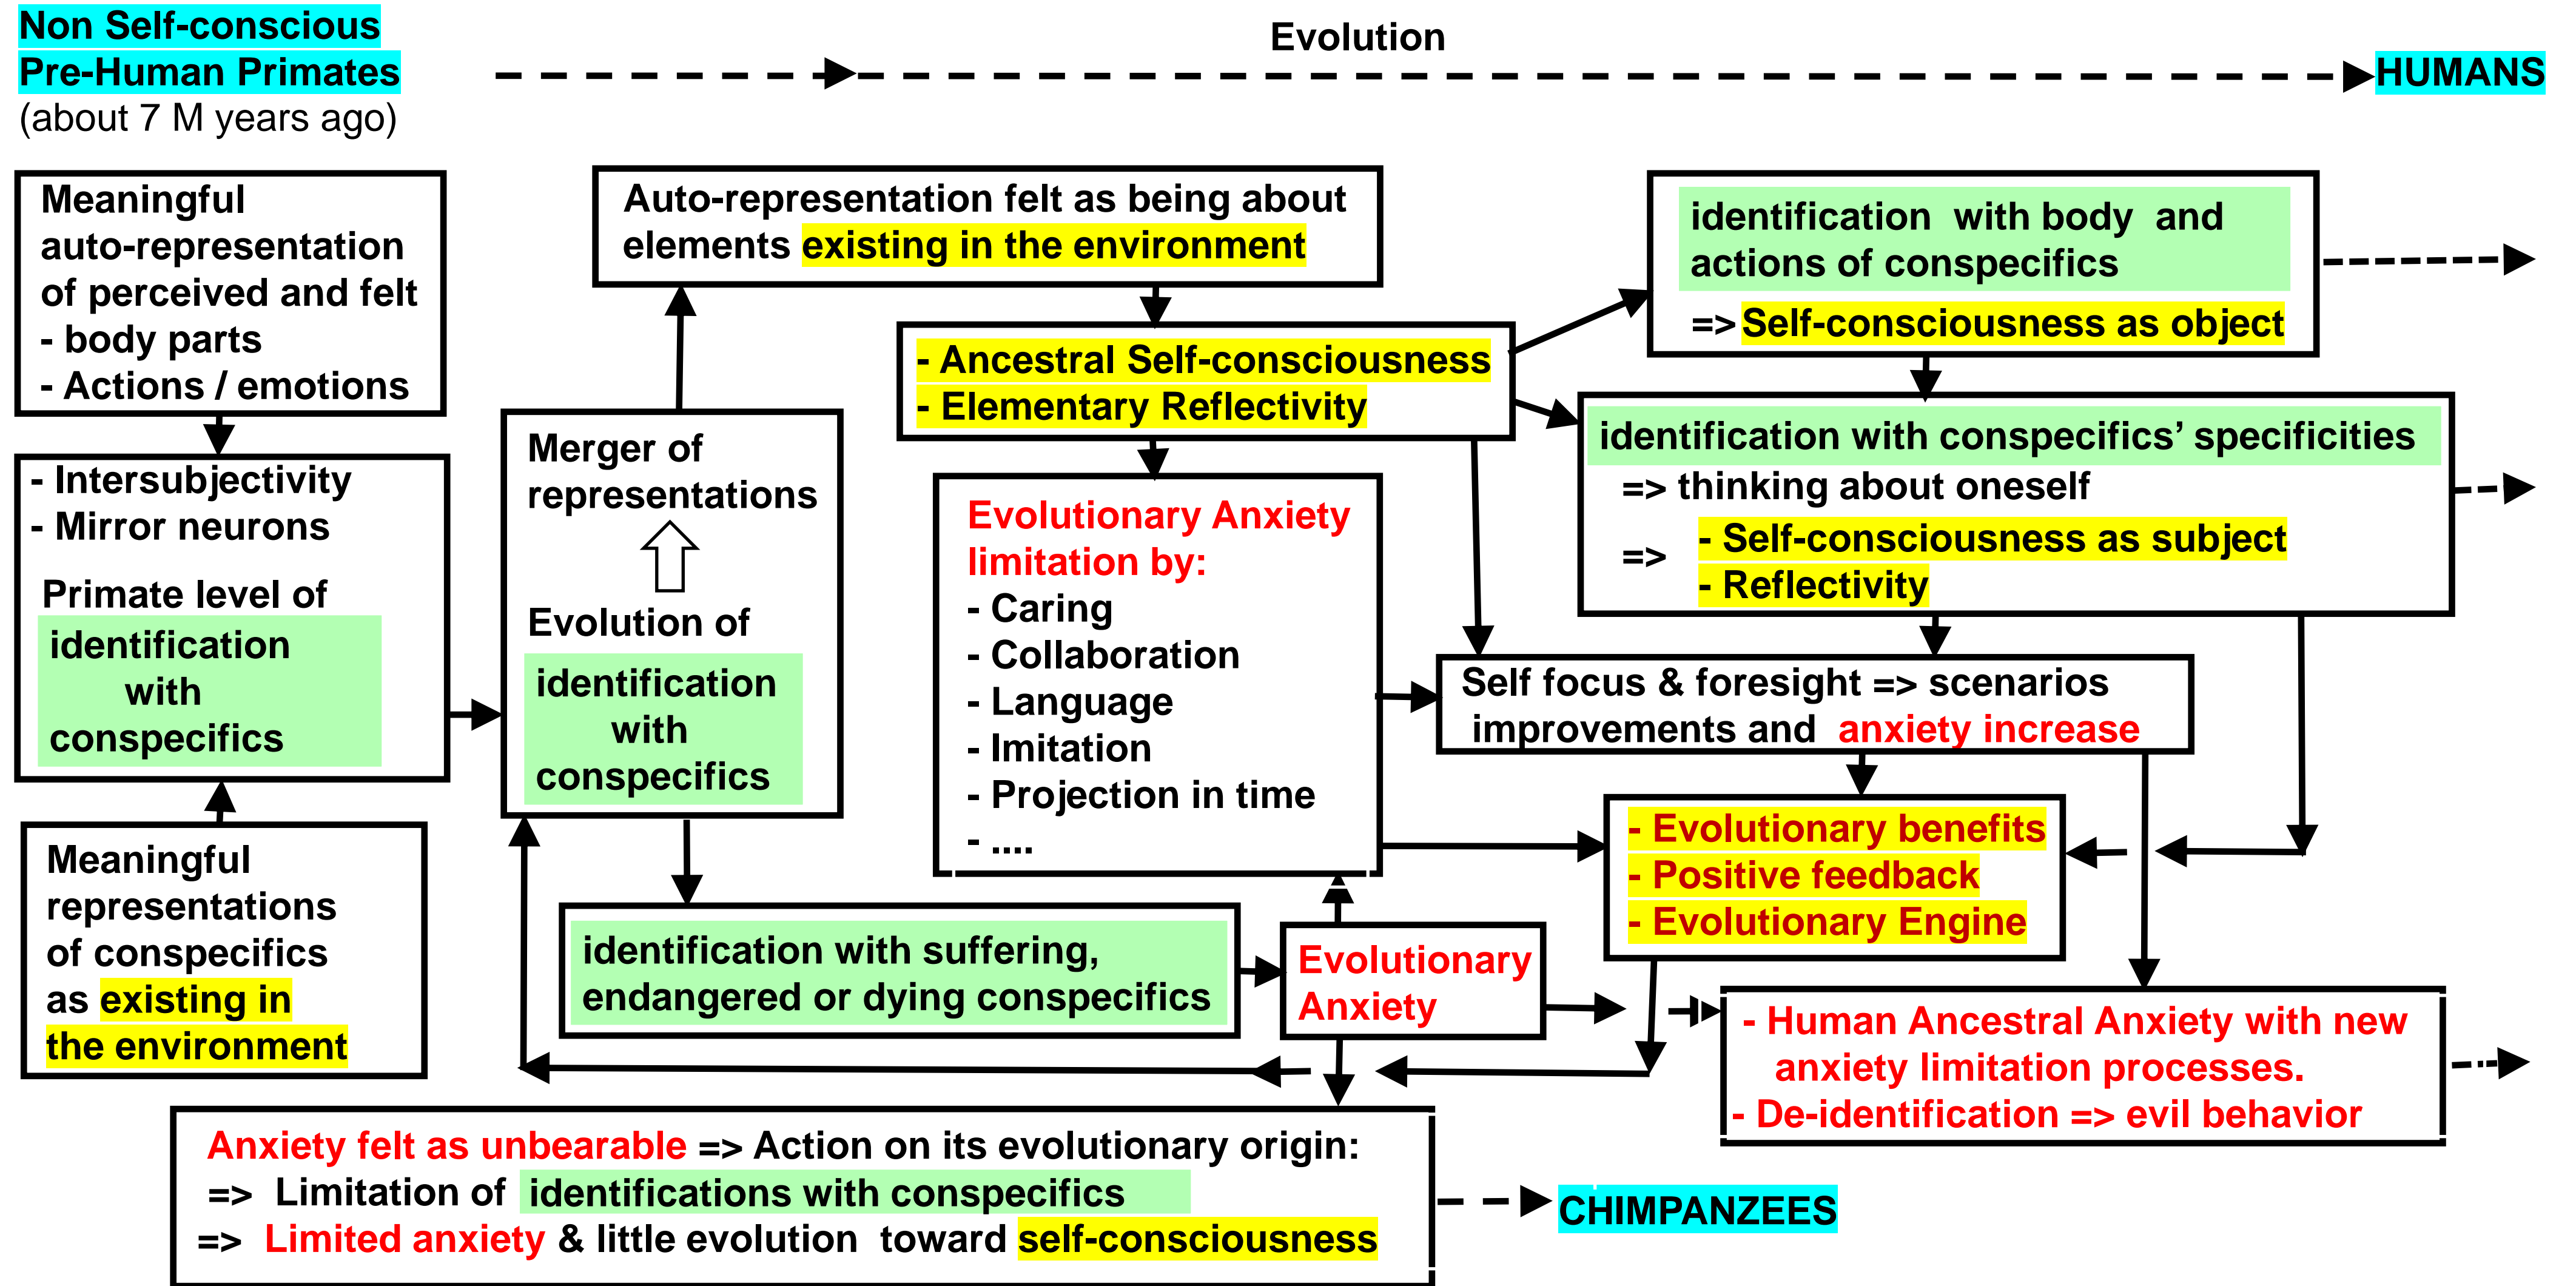 Non Self-conscious
Pre-Human Primates
(about 7 M years ago)
Evolution
HUMANS
Meaningful
auto-representation
of perceived and felt
- body parts
- Actions / emotions
- Intersubjectivity
- Mirror neurons
Primate level of
identification
with
conspecifics
Meaningful
representations
of conspecifics
as existing in
the environment
Merger of
representations
Evolution of
identification
with
conspecifics
Auto-representation felt as being about
elements existing in the environment
- Ancestral Self-consciousness
- Elementary Reflectivity
Evolutionary Anxiety
limitation by:
- Caring
- Collaboration
- Language
- Imitation
- Projection in time
- ....
identification with suffering,
endangered or dying conspecifics
Evolutionary
Anxiety
identification with body and
actions of conspecifics
=> Self-consciousness as object
identification with conspecifics’ specificities
=> thinking about oneself
=> - Self-consciousness as subject
- Reflectivity
Self focus & foresight => scenarios
improvements and anxiety increase
- Evolutionary benefits
- Positive feedback
- Evolutionary Engine
- Human Ancestral Anxiety with new
anxiety limitation processes.
- De-identification => evil behavior
Anxiety felt as unbearable => Action on its evolutionary origin:
=> Limitation of identifications with conspecifics
=> Limited anxiety & little evolution toward self-consciousness
CHIMPANZEES